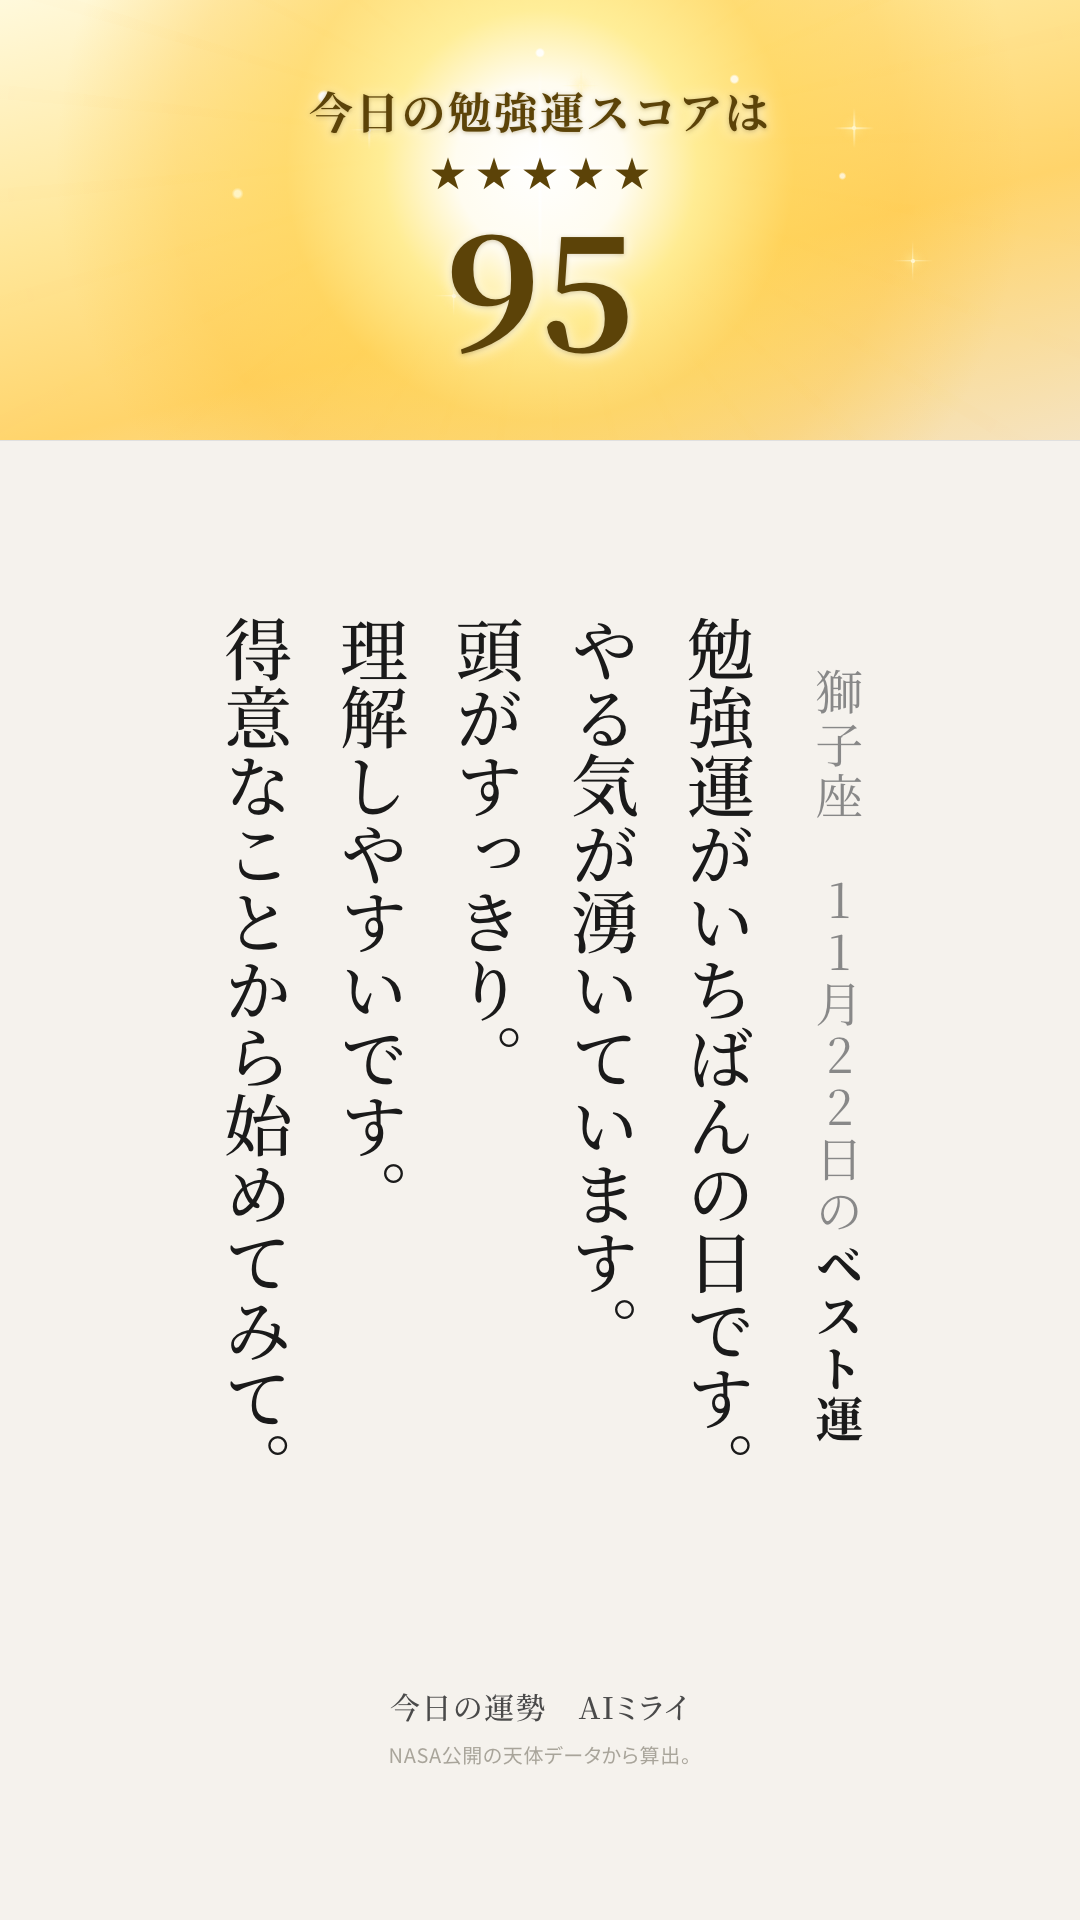 今日の勉強運スコアは
★★★★★
95
獅子座　11月22日のベスト運
勉強運がいちばんの日です。
やる気が湧いています。
頭がすっきり。
理解しやすいです。
得意なことから始めてみて。
今日の運勢　AIミライ
NASA公開の天体データから算出。